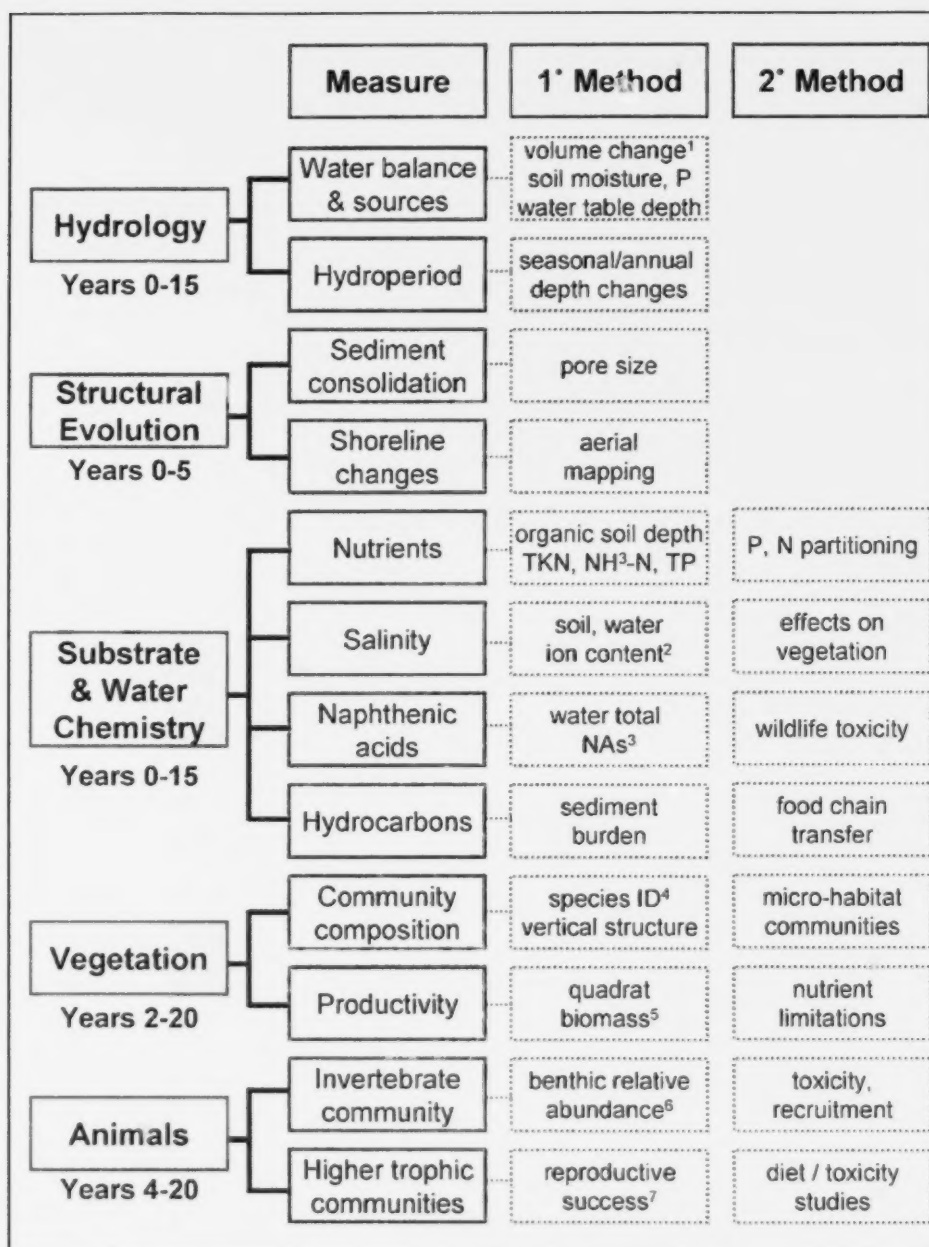 Measure
1° Method
2° Method
Hydrology
Years 0-15
Water balance
& sources
volume change¹
soil moisture, P
water table depth
Hydroperiod
seasonal/annual
depth changes
Structural
Evolution
Years 0-5
Sediment
consolidation
pore size
Shoreline
changes
aerial
mapping
Substrate
& Water
Chemistry
Years 0-15
Nutrients
organic soil depth
TKN, NH³-N, TP
P, N partitioning
Salinity
soil, water
ion content²
effects on
vegetation
Naphthenic
acids
water total
NAs³
wildlife toxicity
Hydrocarbons
sediment
burden
food chain
transfer
Vegetation
Years 2-20
Community
composition
species ID⁴
vertical structure
micro-habitat
communities
Productivity
quadrat
biomass⁵
nutrient
limitations
Animals
Years 4-20
Invertebrate
community
benthic relative
abundance⁶
toxicity,
recruitment
Higher trophic
communities
reproductive
success⁷
diet / toxicity
studies